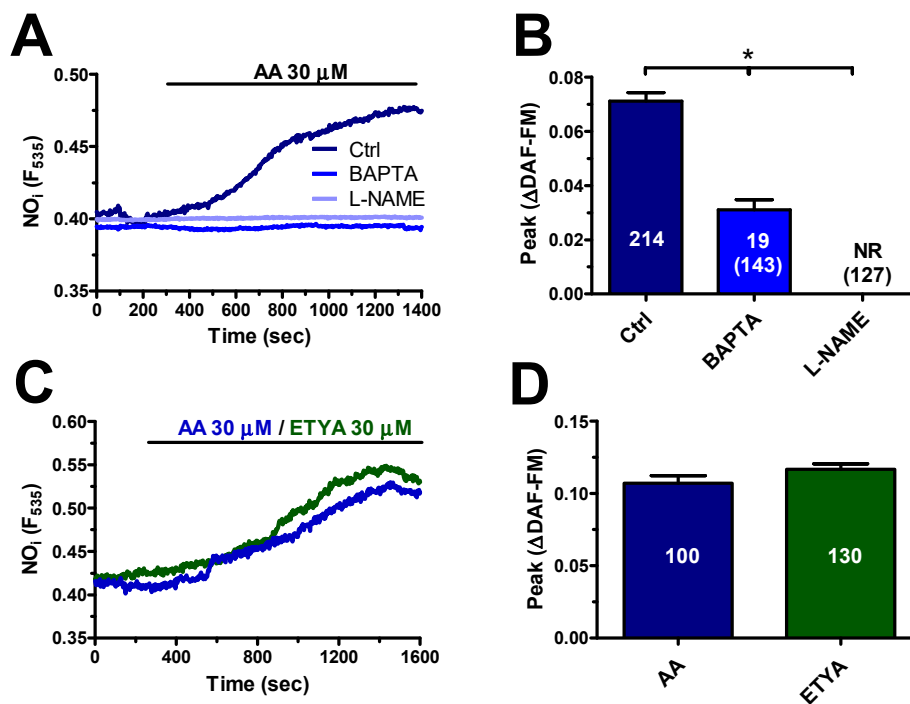 A
AA 30 μM
NOi (F535)
0.50
0.45
0.40
0.35
Ctrl
BAPTA
L-NAME
0 200 400 600 800 1000 1200 1400
Time (sec)
B
*
Peak (ΔDAF-FM)
0.08
0.06
0.04
0.02
0.00
214
19
(143)
NR
(127)
Ctrl
BAPTA
L-NAME
C
AA 30 μM / ETYA 30 μM
NOi (F535)
0.60
0.55
0.50
0.45
0.40
0.35
0 400 800 1200 1600
Time (sec)
D
Peak (ΔDAF-FM)
0.15
0.10
0.05
0.00
100
130
AA
ETYA